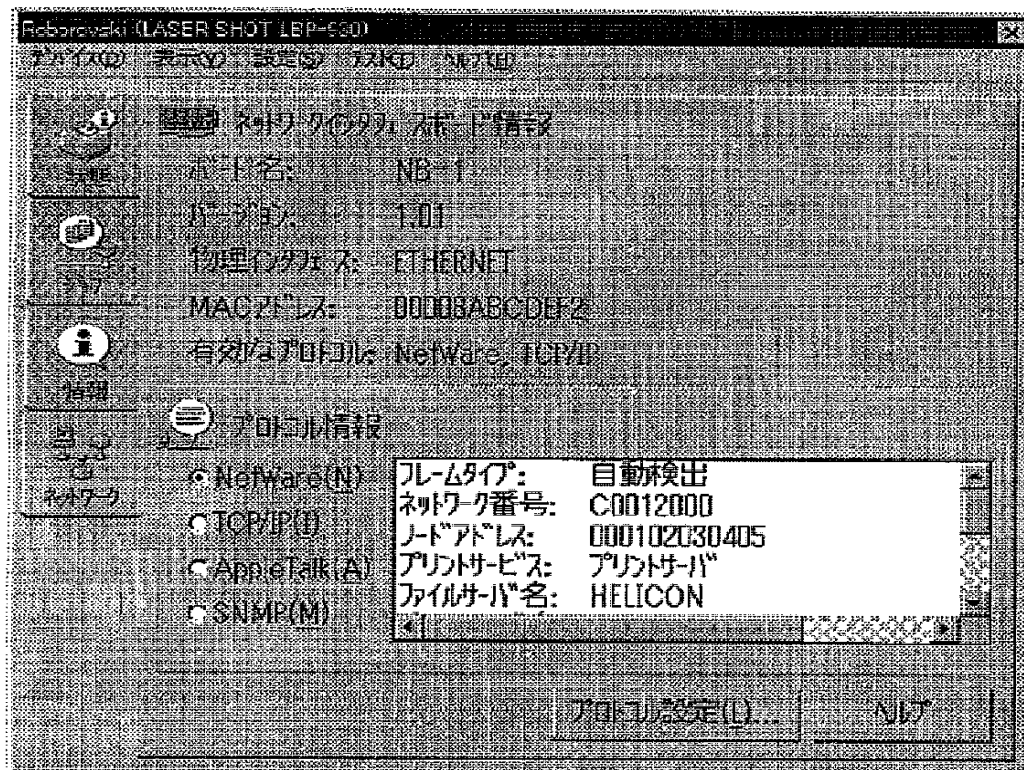 Roborovski (LASER SHOT LBP-930)
デバイス(D) 表示(V) 設定(S) テスト(T) ヘルプ(H)
ネットワークインタフェースボード情報
ボード名: NB-1
バージョン: 1.01
物理インタフェース: ETHERNET
ジョブ
MACアドレス: 00008ABCDEF2
有効なプロトコル: NetWare, TCP/IP
情報
プロトコル情報
ネットワーク
NetWare(N)
TCP/IP(I)
AppleTalk(A)
SNMP(M)
フレームタイプ: 自動検出
ネットワーク番号: C0012000
ノードアドレス: 000102030405
プリントサービス: プリントサーバ
ファイルサーバ名: HELICON
プロトコル設定(L)... ヘルプ